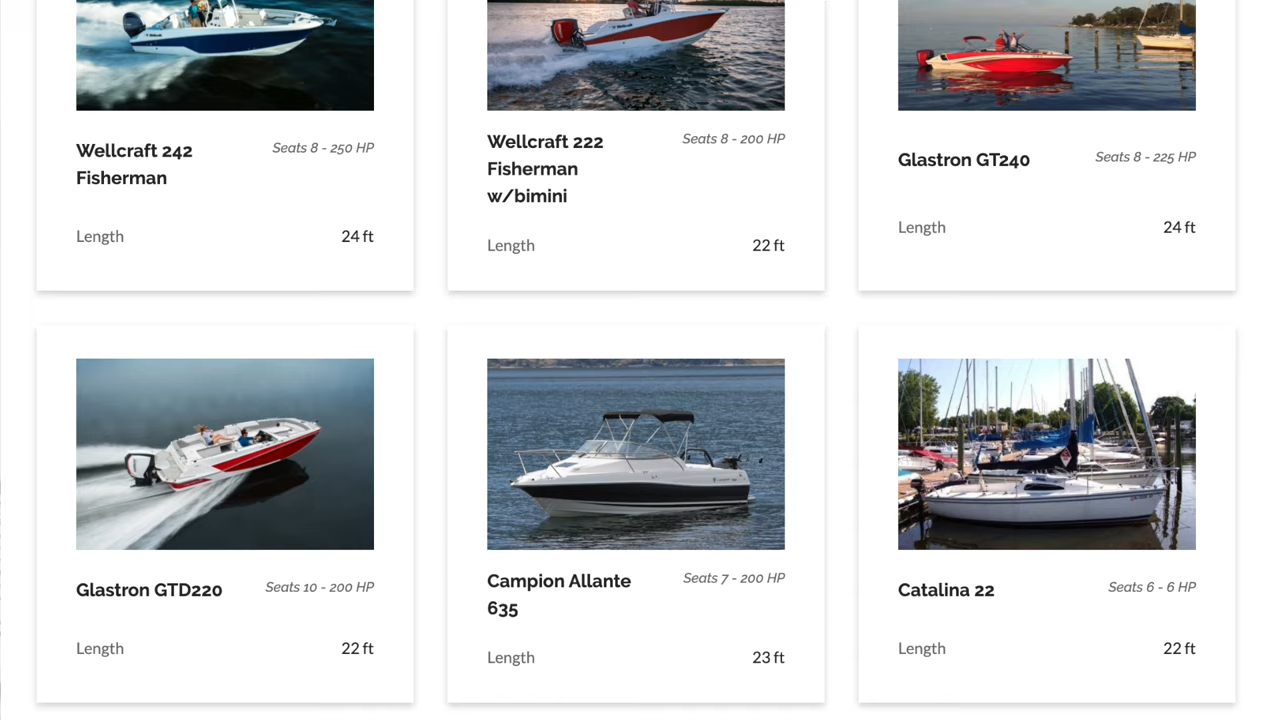 Wellcraft 242
Fisherman
Seats 8 - 250 HP
Length
24 ft
Wellcraft 222
Fisherman
w/bimini
Seats 8 - 200 HP
Length
22 ft
Glastron GT240
Seats 8 - 225 HP
Length
24 ft
Glastron GTD220
Seats 10 - 200 HP
Length
22 ft
Campion Allante
635
Seats 7 - 200 HP
Length
23 ft
Catalina 22
Seats 6 - 6 HP
Length
22 ft